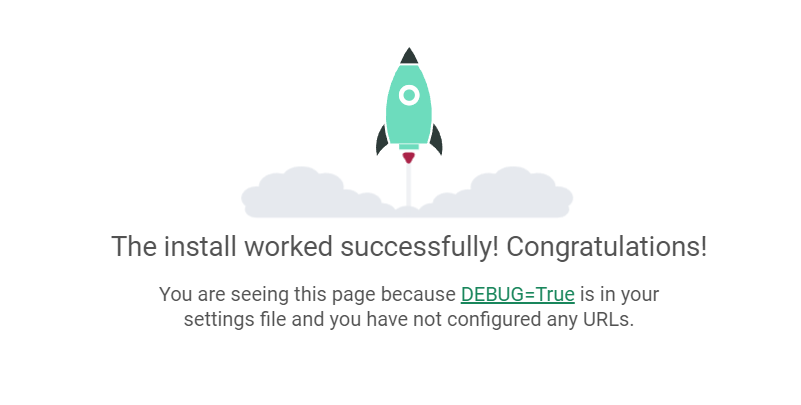 The install worked successfully! Congratulations!
You are seeing this page because DEBUG=True is in your
settings file and you have not configured any URLs.